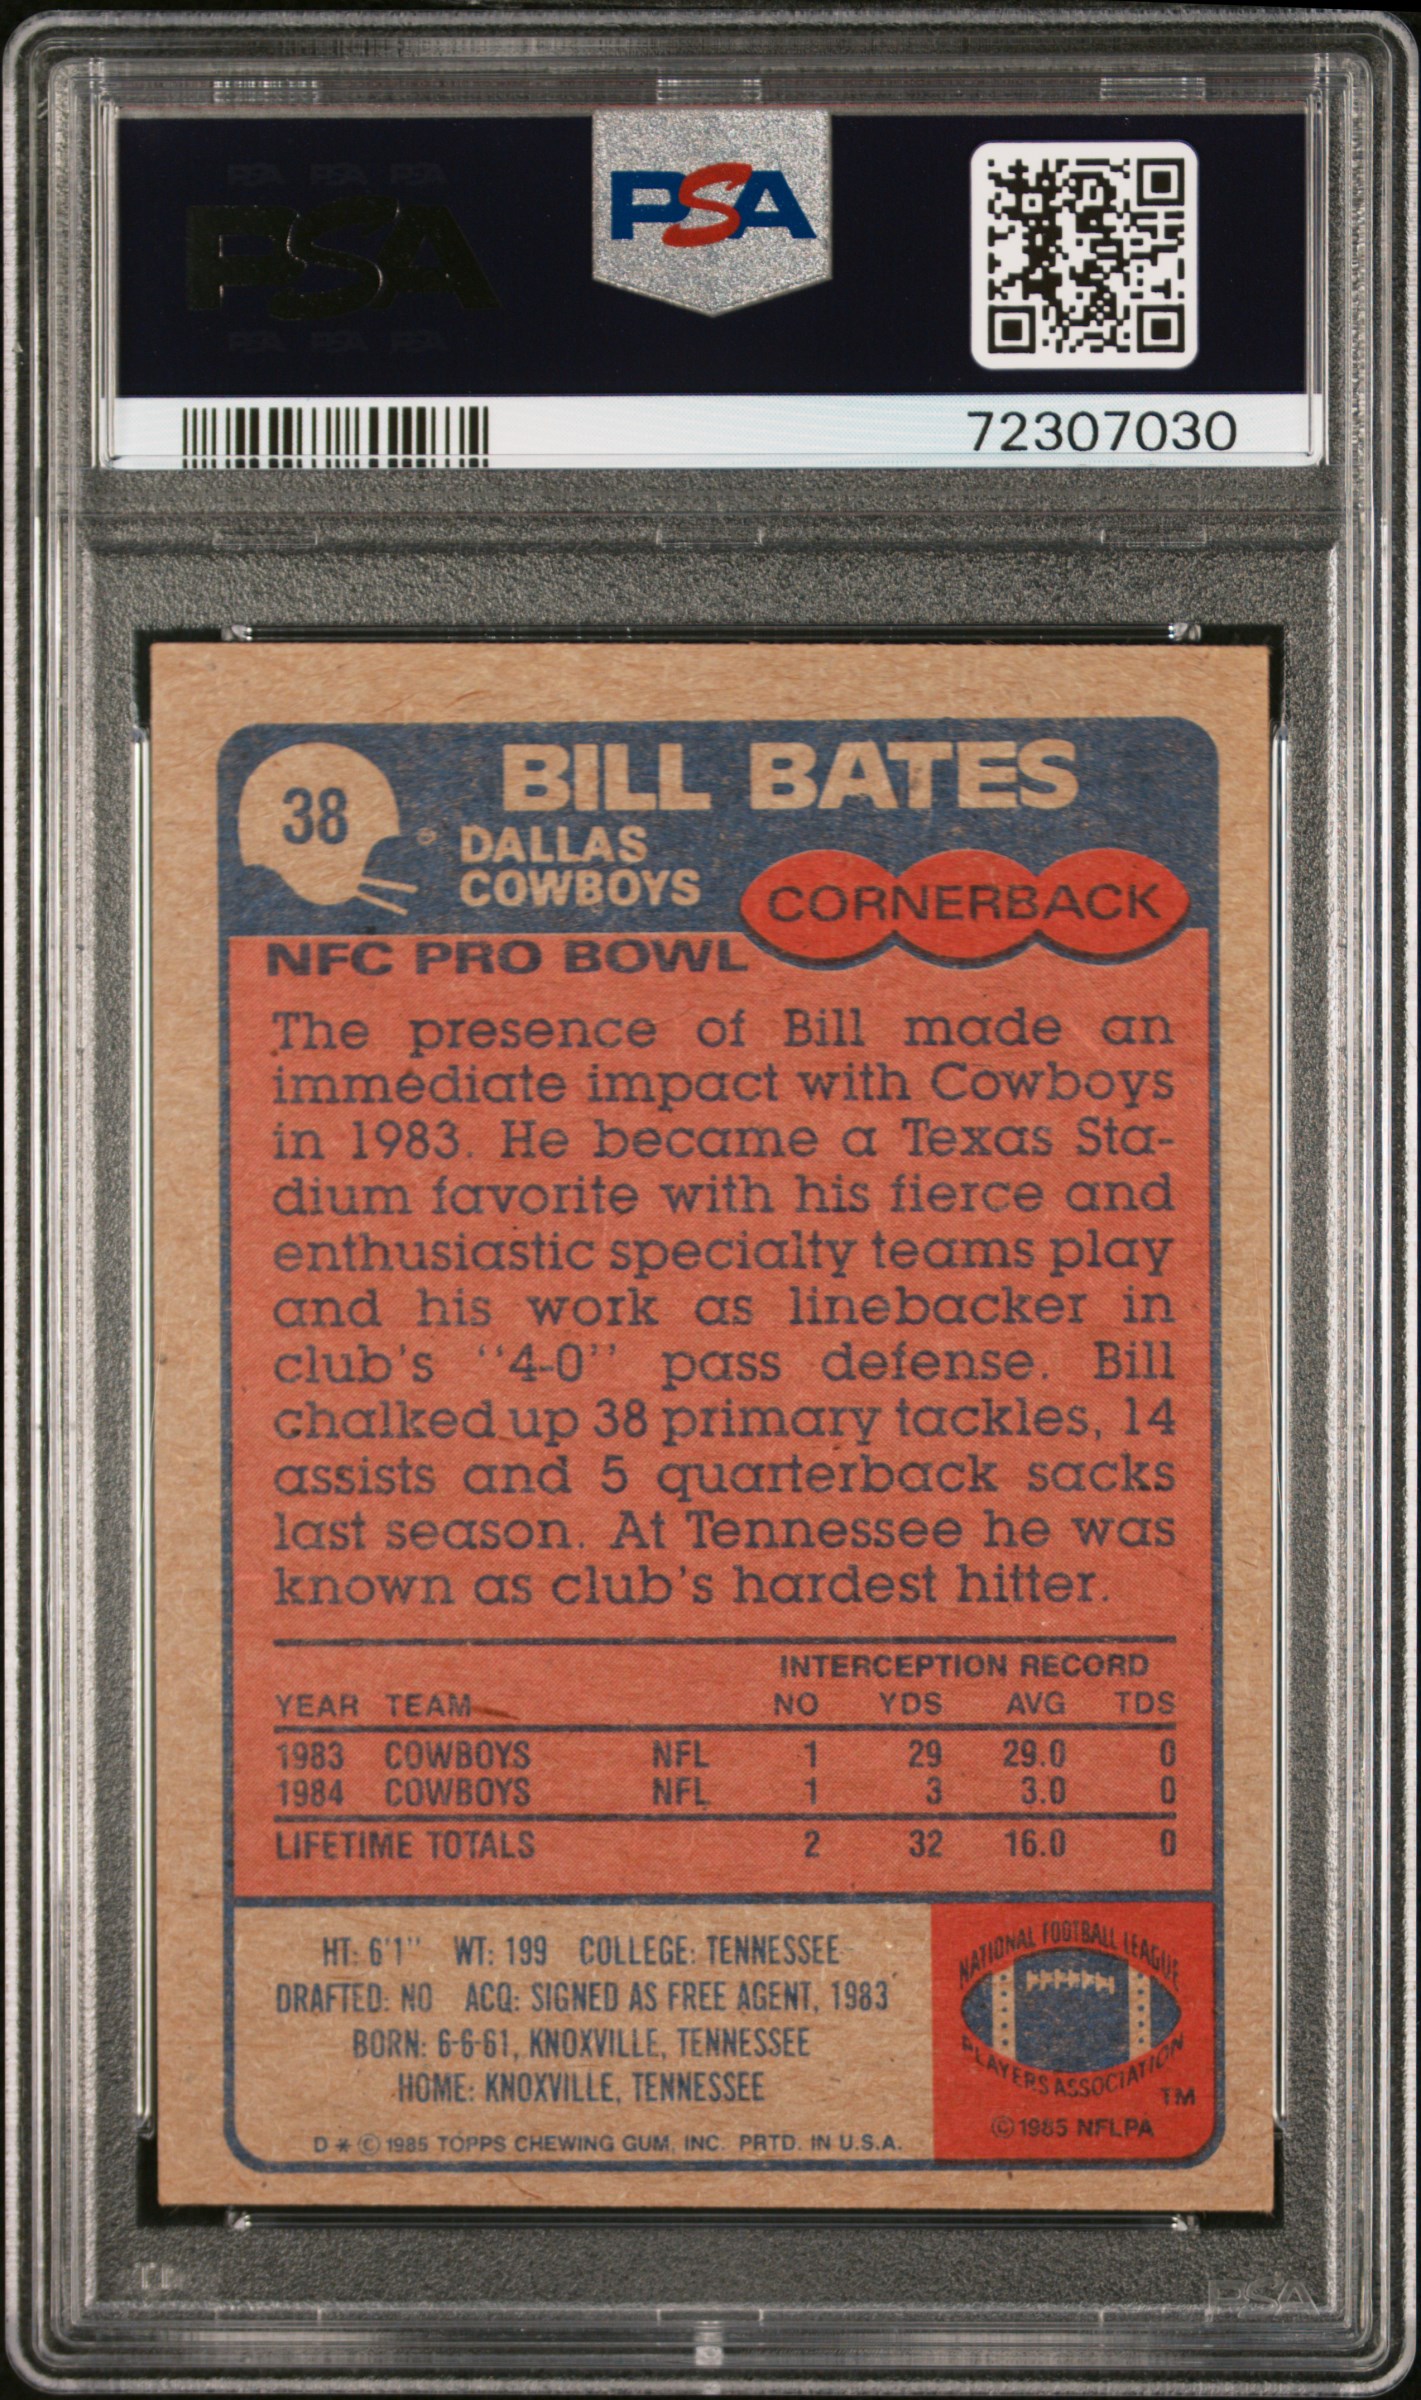 PSA PSA PSA
PSA
PSA PSA PSA
PSA
72307030
38
BILL BATES
DALLAS
COWBOYS
CORNERBACK
NFC PRO BOWL
The presence of Bill made an
immediate impact with Cowboys
in 1983. He became a Texas Sta-
dium favorite with his fierce and
enthusiastic specialty teams play
and his work as linebacker in
club's "4-0" pass defense. Bill
chalked up 38 primary tackles, 14
assists and 5 quarterback sacks
last season. At Tennessee he was
known as club's hardest hitter.
INTERCEPTION RECORD
YEAR TEAM NO YDS AVG TDS
1983 COWBOYS NFL 1 29 29.0 0
1984 COWBOYS NFL 1 3 3.0 0
LIFETIME TOTALS 2 32 16.0 0
HT: 6'1" WT: 199 COLLEGE: TENNESSEE
DRAFTED: NO ACQ: SIGNED AS FREE AGENT, 1983
BORN: 6-6-61, KNOXVILLE, TENNESSEE
HOME: KNOXVILLE, TENNESSEE
D * © 1985 TOPPS CHEWING GUM, INC. PRTD. IN U.S.A.
NATIONAL FOOTBALL LEAGUE
PLAYERS ASSOCIATION
TM
© 1985 NFLPA
PSA